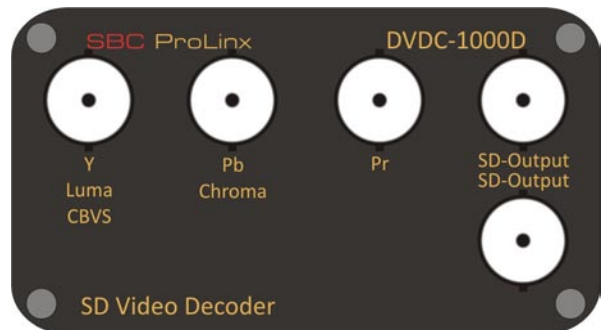 SBC ProLinx DVDC-1000D
Y Pb Pr SD-Output
Luma Chroma SD-Output
CBVS
SD Video Decoder